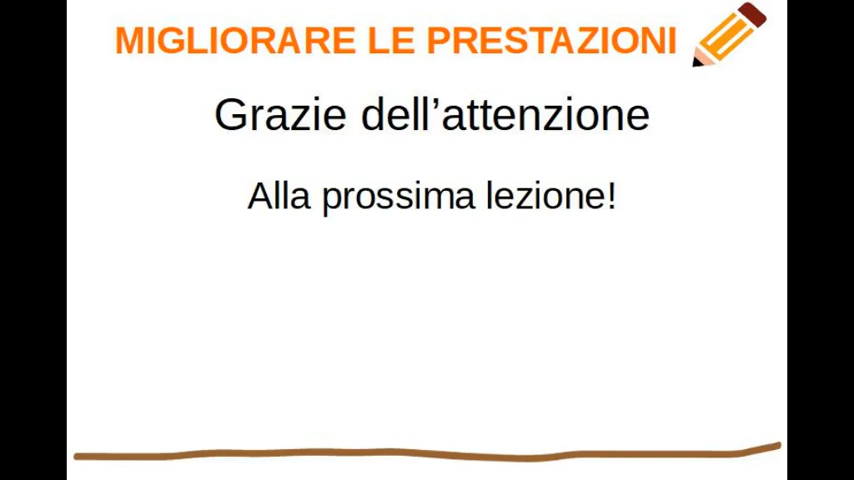 MIGLIORARE LE PRESTAZIONI
Grazie dell’attenzione
Alla prossima lezione!